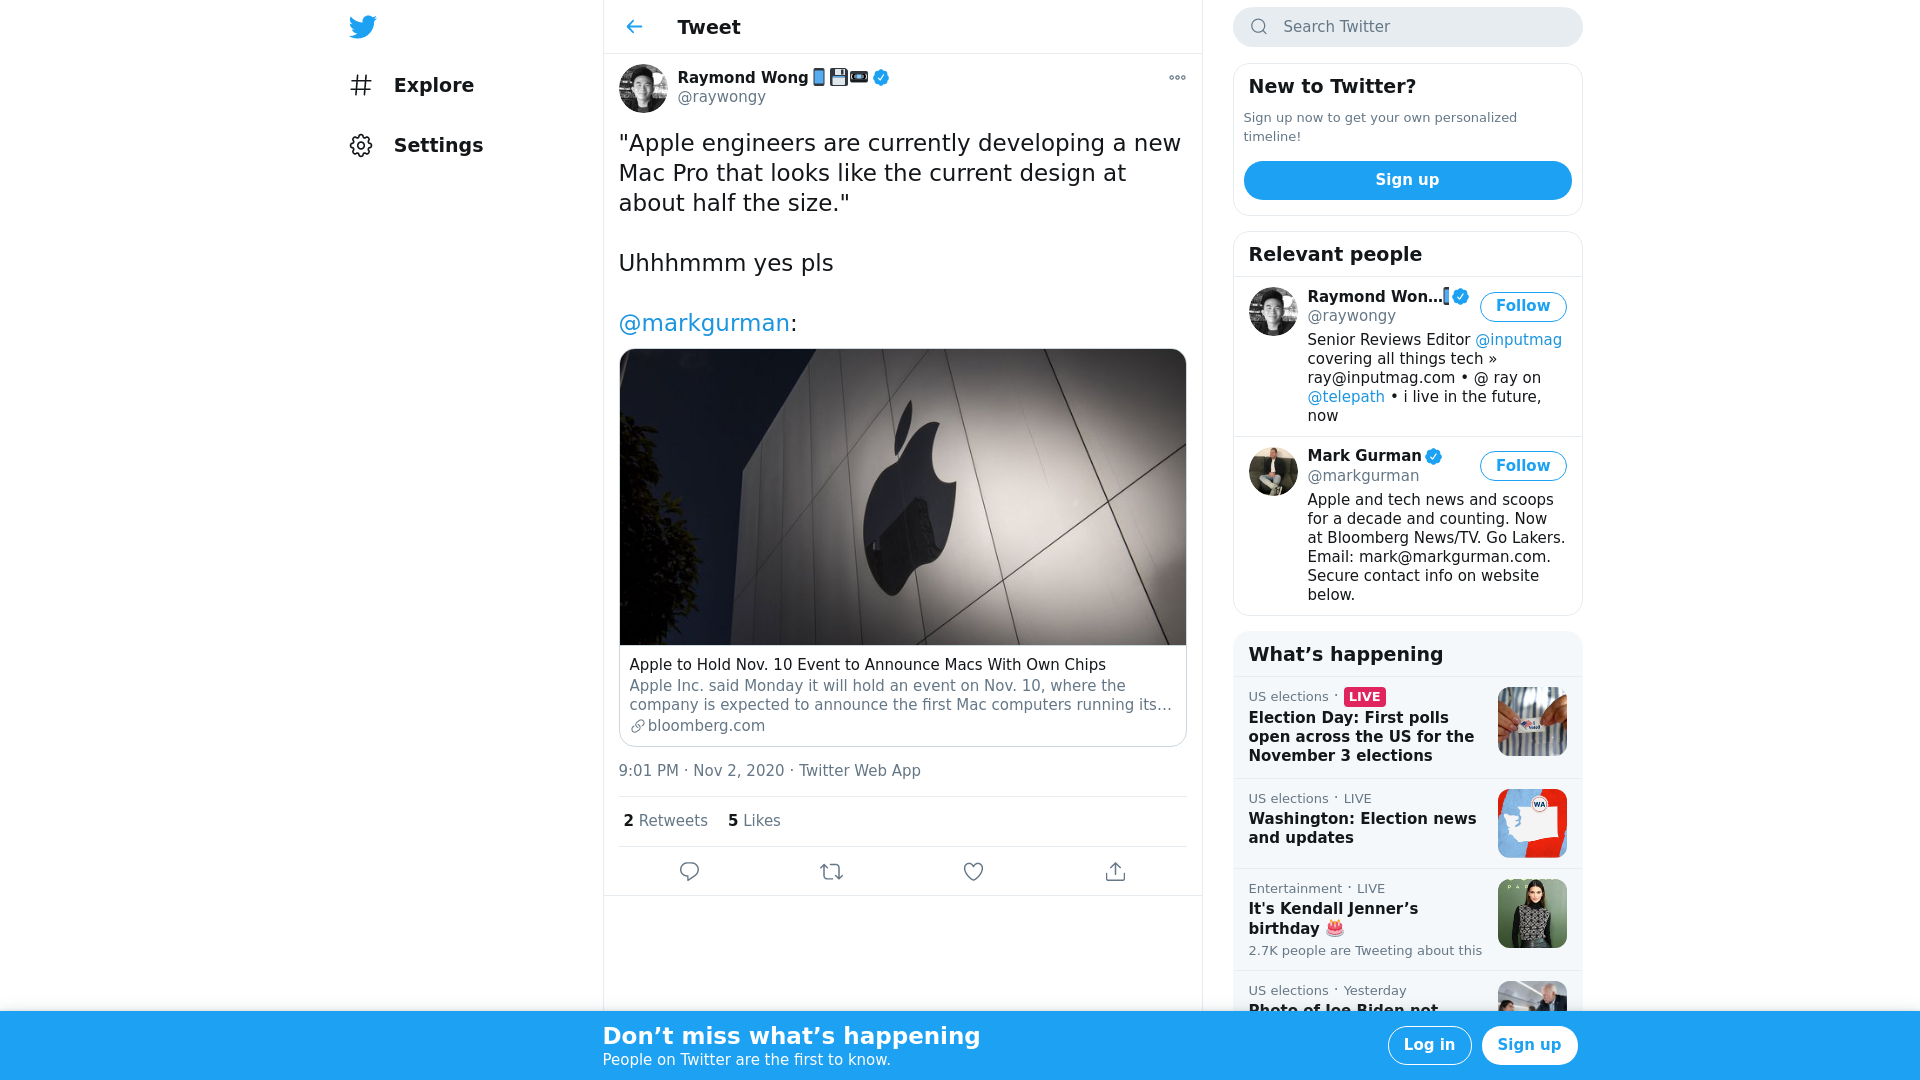 Explore
Settings
Tweet
Raymond Wong
@raywongy
"Apple engineers are currently developing a new
Mac Pro that looks like the current design at
about half the size."
Uhhhmmm yes pls
@markgurman:
Apple to Hold Nov. 10 Event to Announce Macs With Own Chips
Apple Inc. said Monday it will hold an event on Nov. 10, where the
company is expected to announce the first Mac computers running its…
bloomberg.com
9:01 PM · Nov 2, 2020 · Twitter Web App
2 Retweets 5 Likes
Search Twitter
New to Twitter?
Sign up now to get your own personalized
timeline!
Sign up
Relevant people
Raymond Won…
Follow
@raywongy
Senior Reviews Editor @inputmag
covering all things tech »
ray@inputmag.com • @ ray on
@telepath • i live in the future,
now
Mark Gurman
Follow
@markgurman
Apple and tech news and scoops
for a decade and counting. Now
at Bloomberg News/TV. Go Lakers.
Email: mark@markgurman.com.
Secure contact info on website
below.
What's happening
US elections · LIVE
Election Day: First polls
open across the US for the
November 3 elections
US elections · LIVE
Washington: Election news
and updates
WA
Entertainment · LIVE
It's Kendall Jenner's
birthday 🎂
2.7K people are Tweeting about this
US elections · Yesterday
Photo of Joe Biden not
Don't miss what's happening
People on Twitter are the first to know.
Log in
Sign up